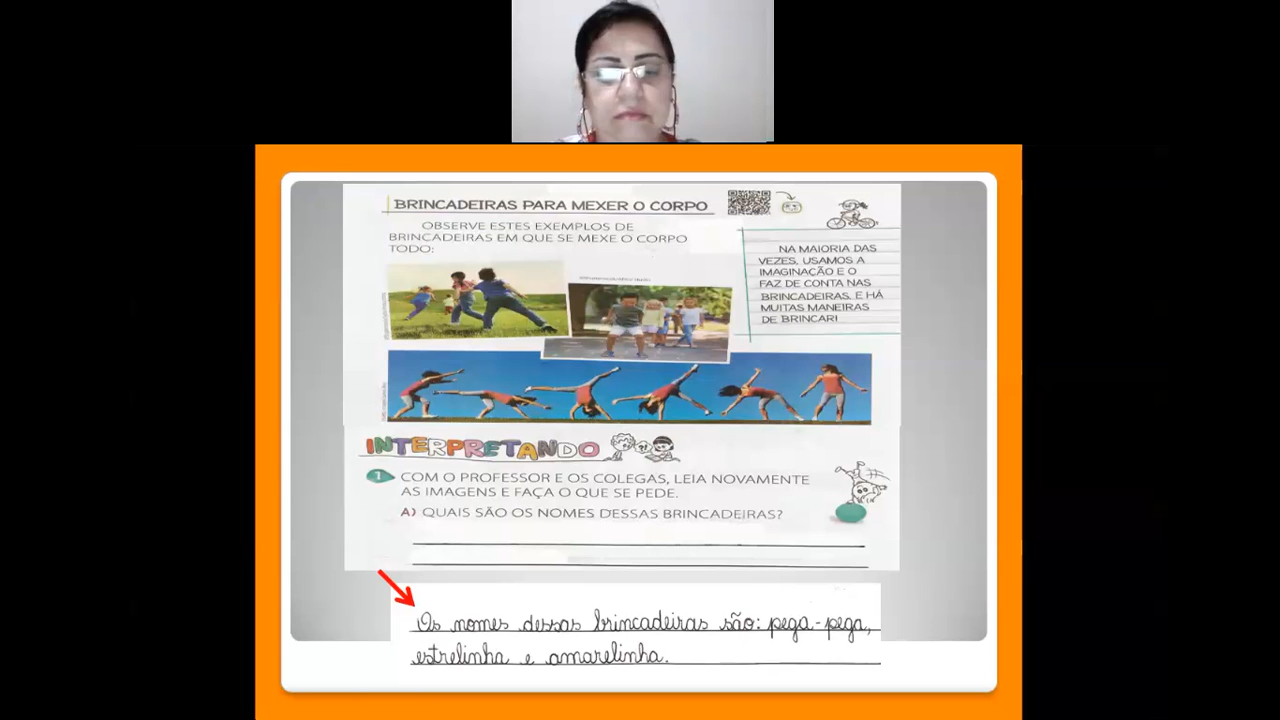 BRINCADEIRAS PARA MEXER O CORPO
OBSERVE ESTES EXEMPLOS DE
BRINCADEIRAS EM QUE SE MEXE O CORPO
TODO:
NA MAIORIA DAS
VEZES, USAMOS A
IMAGINAÇÃO E O
FAZ DE CONTA NAS
BRINCADEIRAS. E HÁ
MUITAS MANEIRAS
DE BRINCAR!
INTERPRETANDO
1 COM O PROFESSOR E OS COLEGAS, LEIA NOVAMENTE
AS IMAGENS E FAÇA O QUE SE PEDE.
A) QUAIS SÃO OS NOMES DESSAS BRINCADEIRAS?
Os nomes dessas brincadeiras são: pega-pega,
estrelinha e amarelinha.